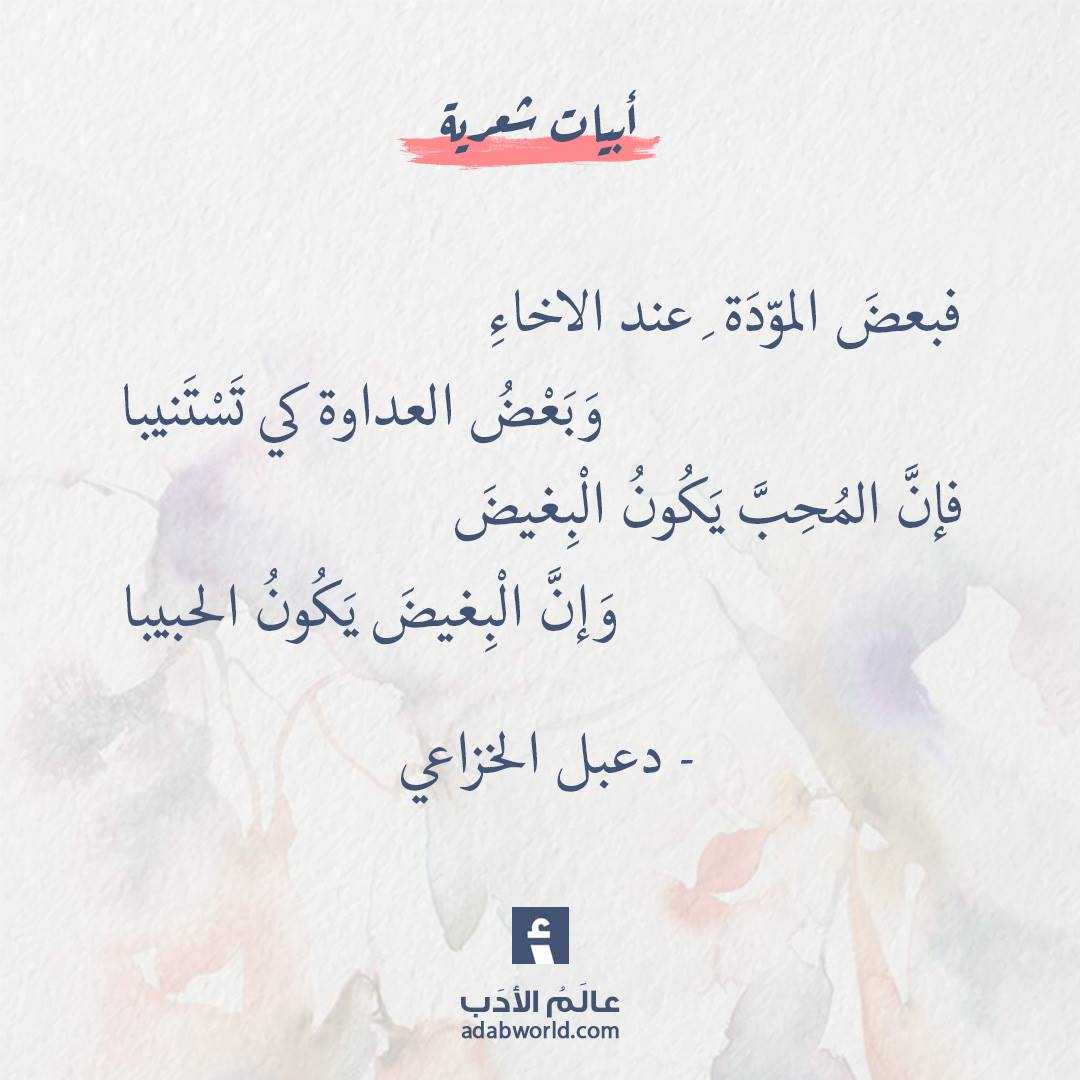 أبيات شعرية
فبعضَ الموّدَة ِ عند الاخاءِ
وَبَعْضُ العداوة كي تَسْتَنيبا
فإنَّ المُحِبَّ يَكُونُ الْبِغيضَ
وَإنَّ الْبِغيضَ يَكُونُ الحبيبا
- دعبل الخزاعي
أ
عالَمُ الأدَب
adabworld.com